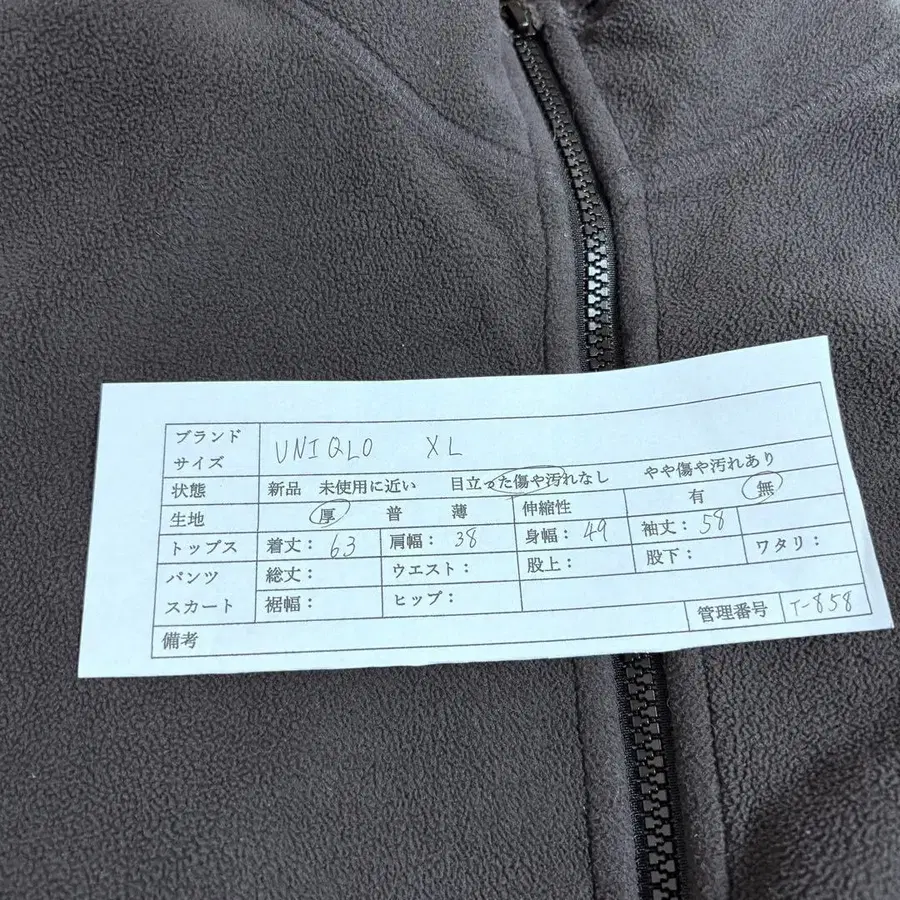 ブランド サイズ UNIQLO XL
状態 新品 未使用に近い 目立った傷や汚れなし やや傷や汚れあり
生地 厚 普 薄 伸縮性 有 無
トップス 着丈: 63 肩幅: 38 身幅: 49 袖丈: 58
パンツ スカート 総丈: ウエスト: 股上: 股下: ワタリ:
裾幅: ヒップ:
備考 管理番号 T-858